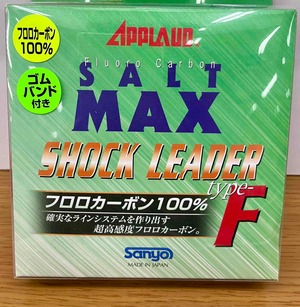 フロロカーボン
100%
APPLAUD
Fluoro Carbon
ゴム
バンド
付き
SALT
MAX
SHOCK LEADER
type-F
フロロカーボン100%
確実なラインシステムを作り出す
超高感度フロロカーボン。
Sanyo
MADE IN JAPAN